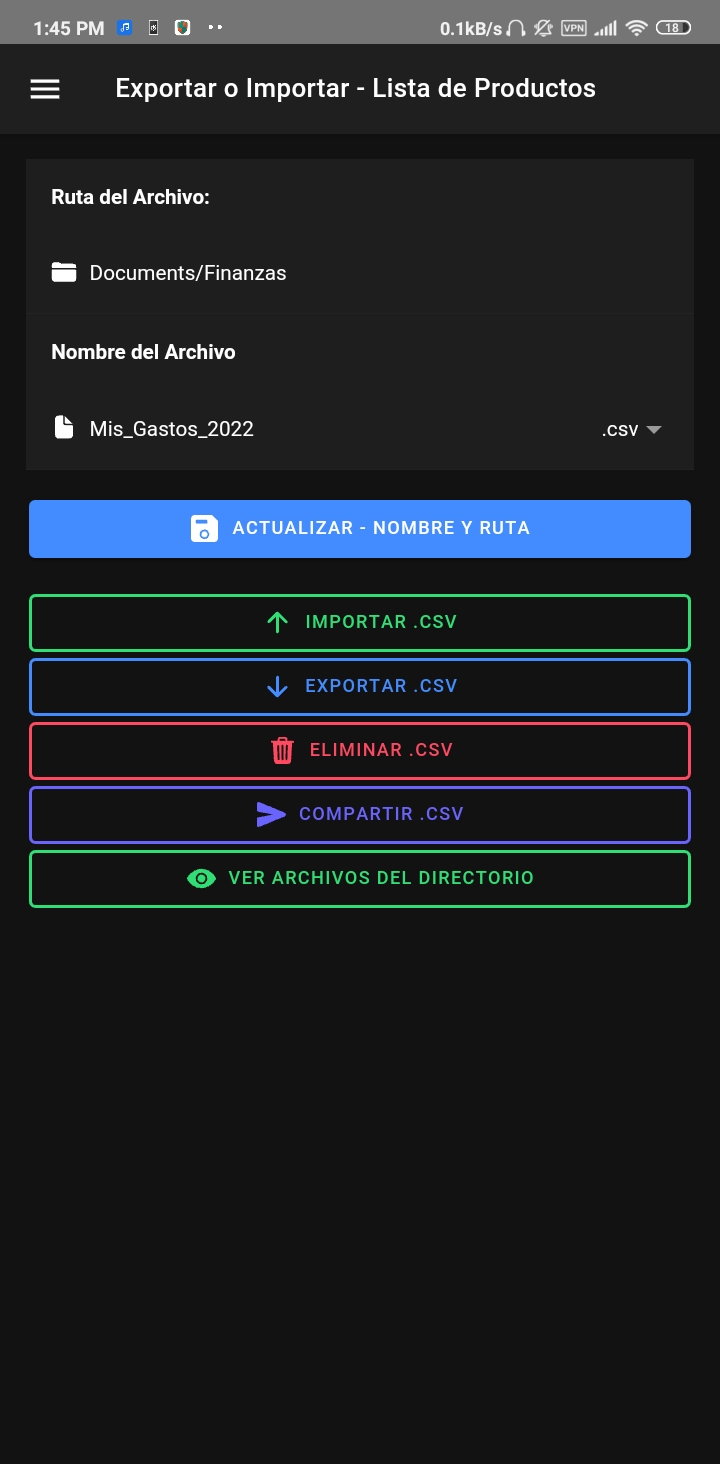 1:45 PM 0.1kB/s VPN 18
Exportar o Importar - Lista de Productos
Ruta del Archivo:
Documents/Finanzas
Nombre del Archivo
Mis_Gastos_2022 .csv
ACTUALIZAR - NOMBRE Y RUTA
IMPORTAR .CSV
EXPORTAR .CSV
ELIMINAR .CSV
COMPARTIR .CSV
VER ARCHIVOS DEL DIRECTORIO